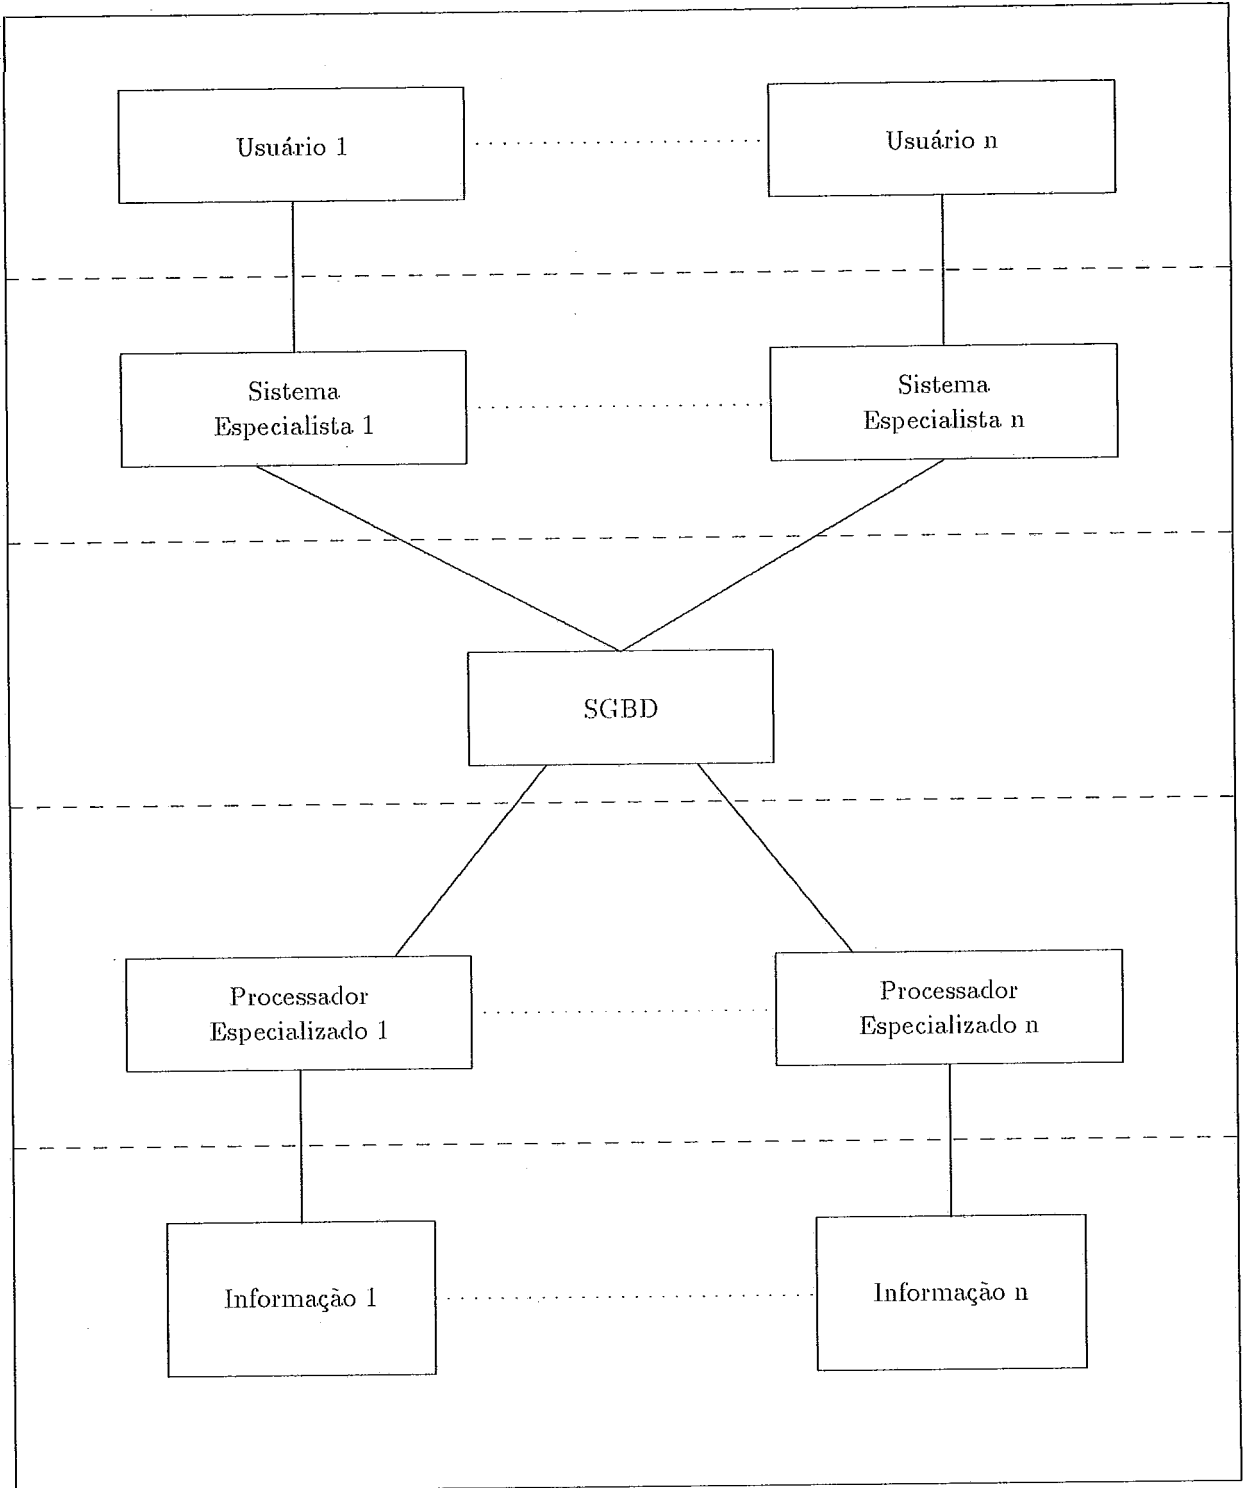 Usuário 1
Usuário n
Sistema
Especialista 1
Sistema
Especialista n
SGBD
Processador
Especializado 1
Processador
Especializado n
Informação 1
Informação n